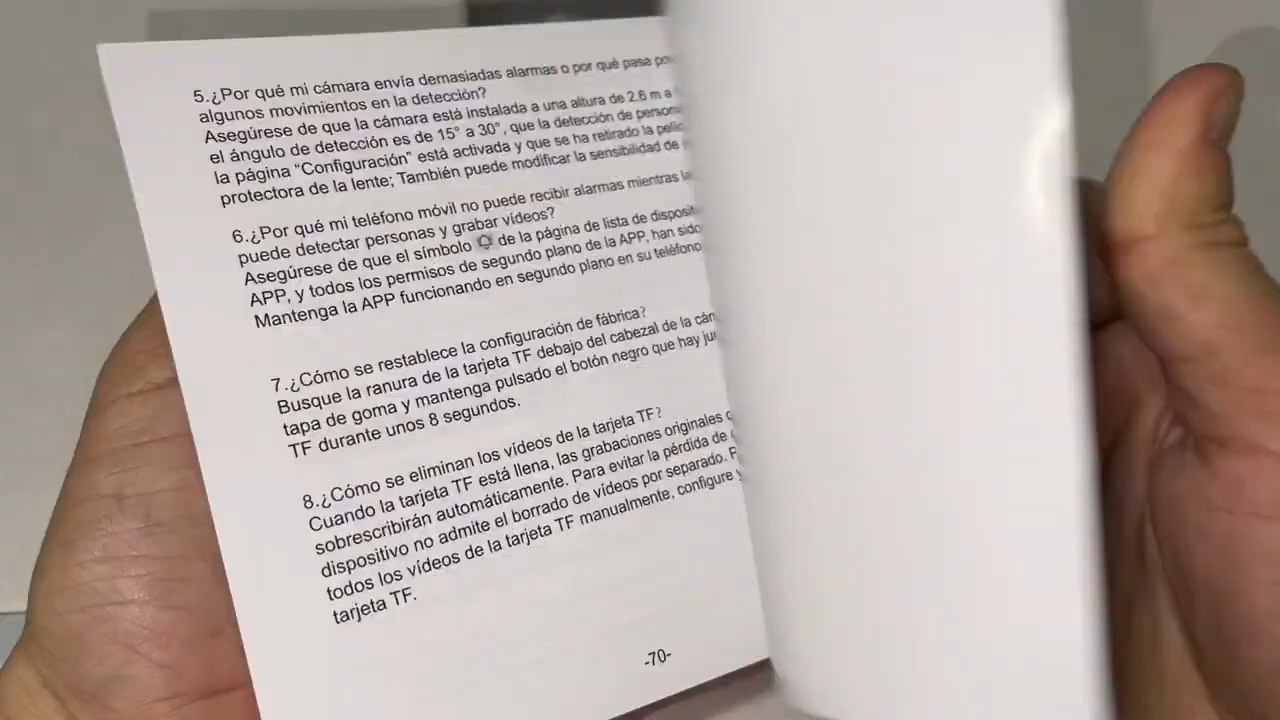 5.¿Por qué mi cámara envía demasiadas alarmas o por qué pasa por
algunos movimientos en la detección?
Asegúrese de que la cámara está instalada a una altura de 2.6 m a
el ángulo de detección es de 15° a 30°, que la detección de
la página “Configuración” está activada y que se ha retirado la
protectora de la lente; También puede modificar la sensibilidad de
6.¿Por qué mi teléfono móvil no puede recibir alarmas mientras
puede detectar personas y grabar vídeos?
Asegúrese de que el símbolo de la página de lista de
APP, y todos los permisos de segundo plano de la APP, han sido
Mantenga la APP funcionando en segundo plano en su teléfono
7.¿Cómo se restablece la configuración de fábrica?
Busque la ranura de la tarjeta TF debajo del cabezal de la
tapa de goma y mantenga pulsado el botón negro que hay
TF durante unos 8 segundos.
8.¿Cómo se eliminan los vídeos de la tarjeta TF?
Cuando la tarjeta TF está llena, las grabaciones originales
sobrescribirán automáticamente. Para evitar la pérdida de
dispositivo no admite el borrado de vídeos por separado.
todos los vídeos de la tarjeta TF manualmente, configure y
tarjeta TF.
-70-